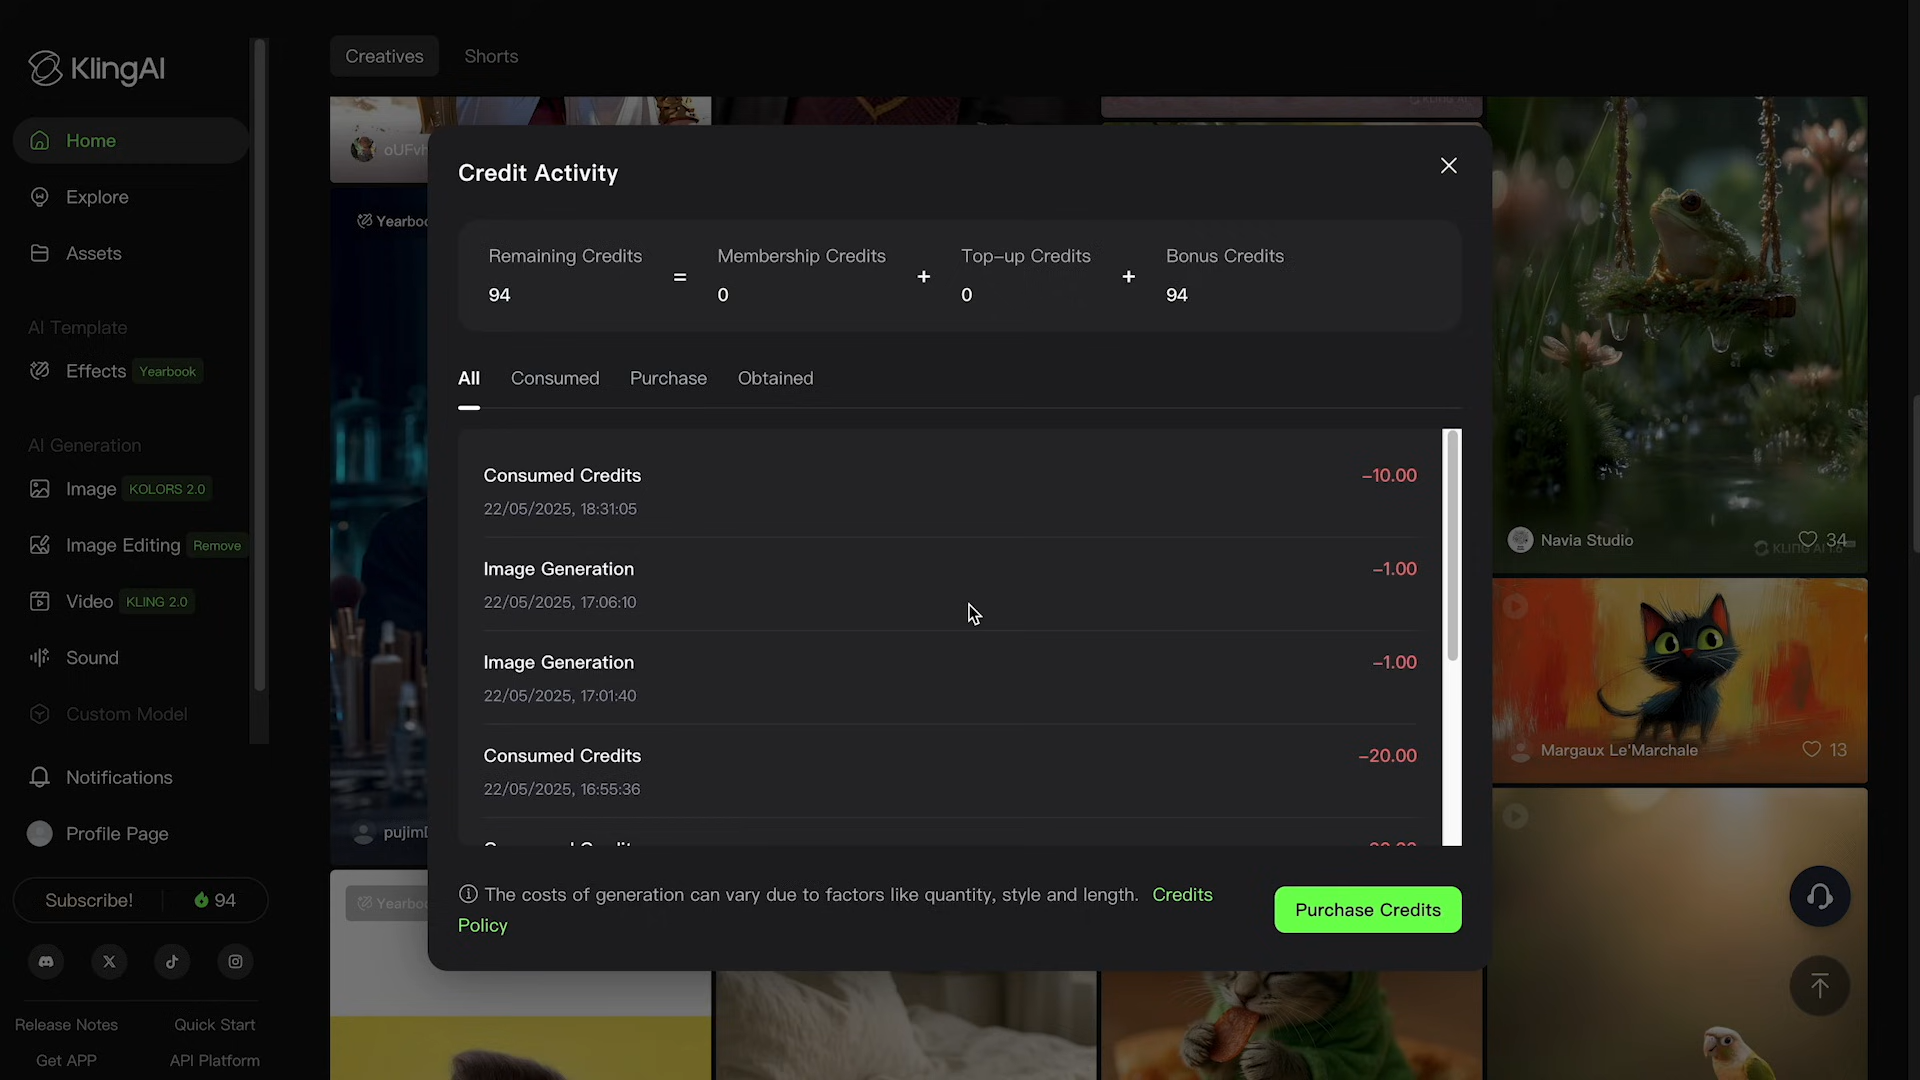 KlingAI
Home
Explore
Assets
AI Template
Effects Yearbook
AI Generation
Image KOLORS 2.0
Image Editing Remove
Video KLING 2.0
Sound
Custom Model
Notifications
Profile Page
Subscribe! 94
Release Notes Quick Start
Get APP API Platform
Creatives Shorts
Credit Activity
Remaining Credits = Membership Credits + Top-up Credits + Bonus Credits
94 0 0 94
All Consumed Purchase Obtained
Consumed Credits -10.00
22/05/2025, 18:31:05
Image Generation -1.00
22/05/2025, 17:06:10
Image Generation -1.00
22/05/2025, 17:01:40
Consumed Credits -20.00
22/05/2025, 16:55:36
The costs of generation can vary due to factors like quantity, style and length. Credits
Policy
Purchase Credits
Navia Studio 34
KLING AI 1.6
Margaux Le'Marchale 13